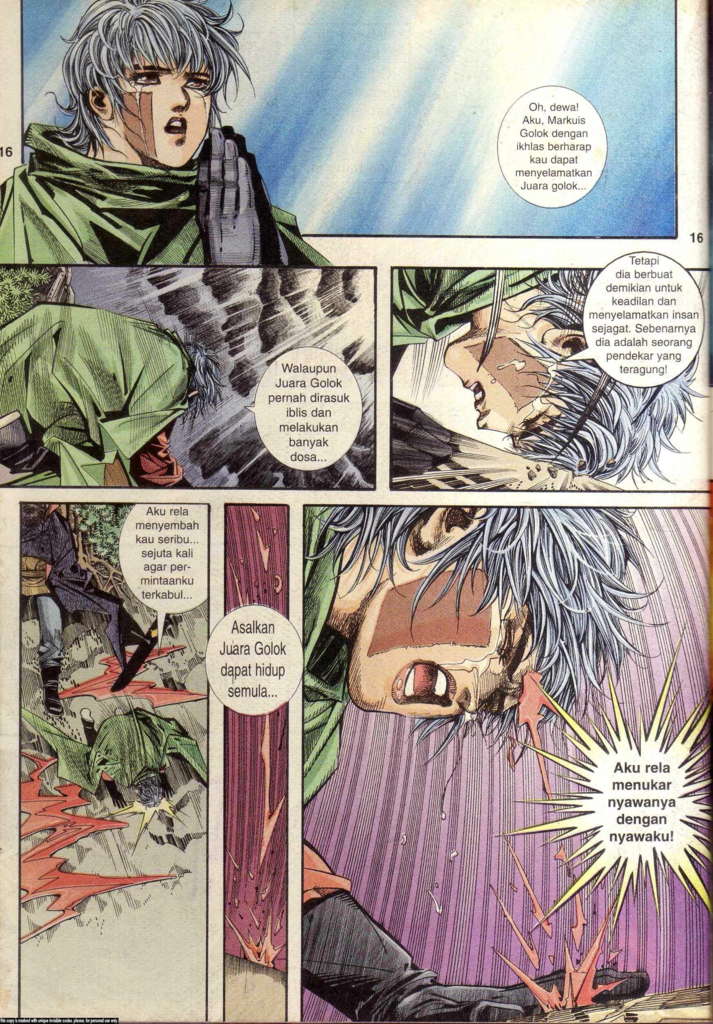 Oh, dewa!
Aku, Markuis
Golok dengan
ikhlas berharap
kau dapat
menyelamatkan
Juara golok...
16
16
Walaupun
Juara Golok
pernah dirasuk
iblis dan
melakukan
banyak
dosa...
Tetapi
dia berbuat
demikian untuk
keadilan dan
menyelamatkan insan
sejagat. Sebenarnya
dia adalah seorang
pendekar yang
teragung!
Aku rela
menyembah
kau seribu...
sejuta kali
agar per-
mintaanku
terkabul...
Asalkan
Juara Golok
dapat hidup
semula...
Aku rela
menukar
nyawanya
dengan
nyawaku!